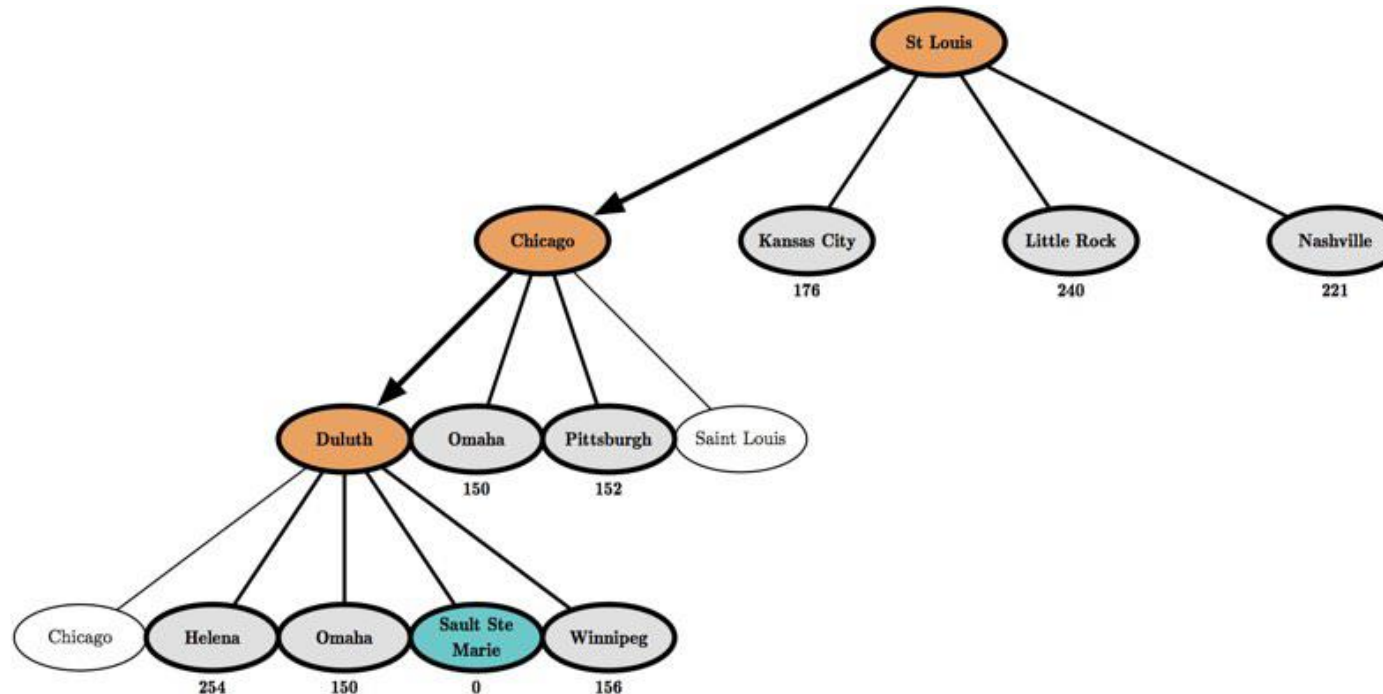 St Louis
Chicago
Kansas City
Little Rock
Nashville
176
240
221
Duluth
Omaha
Pittsburgh
Saint Louis
150
152
Chicago
Helena
Omaha
Sault Ste
Marie
Winnipeg
254
150
0
156